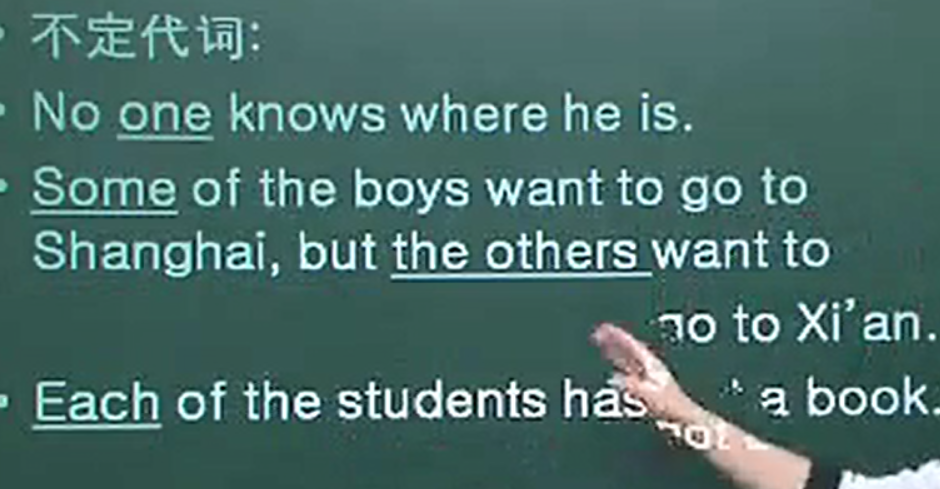 不定代词:
No one knows where he is.
Some of the boys want to go to
Shanghai, but the others want to
go to Xi'an.
Each of the students has a book.